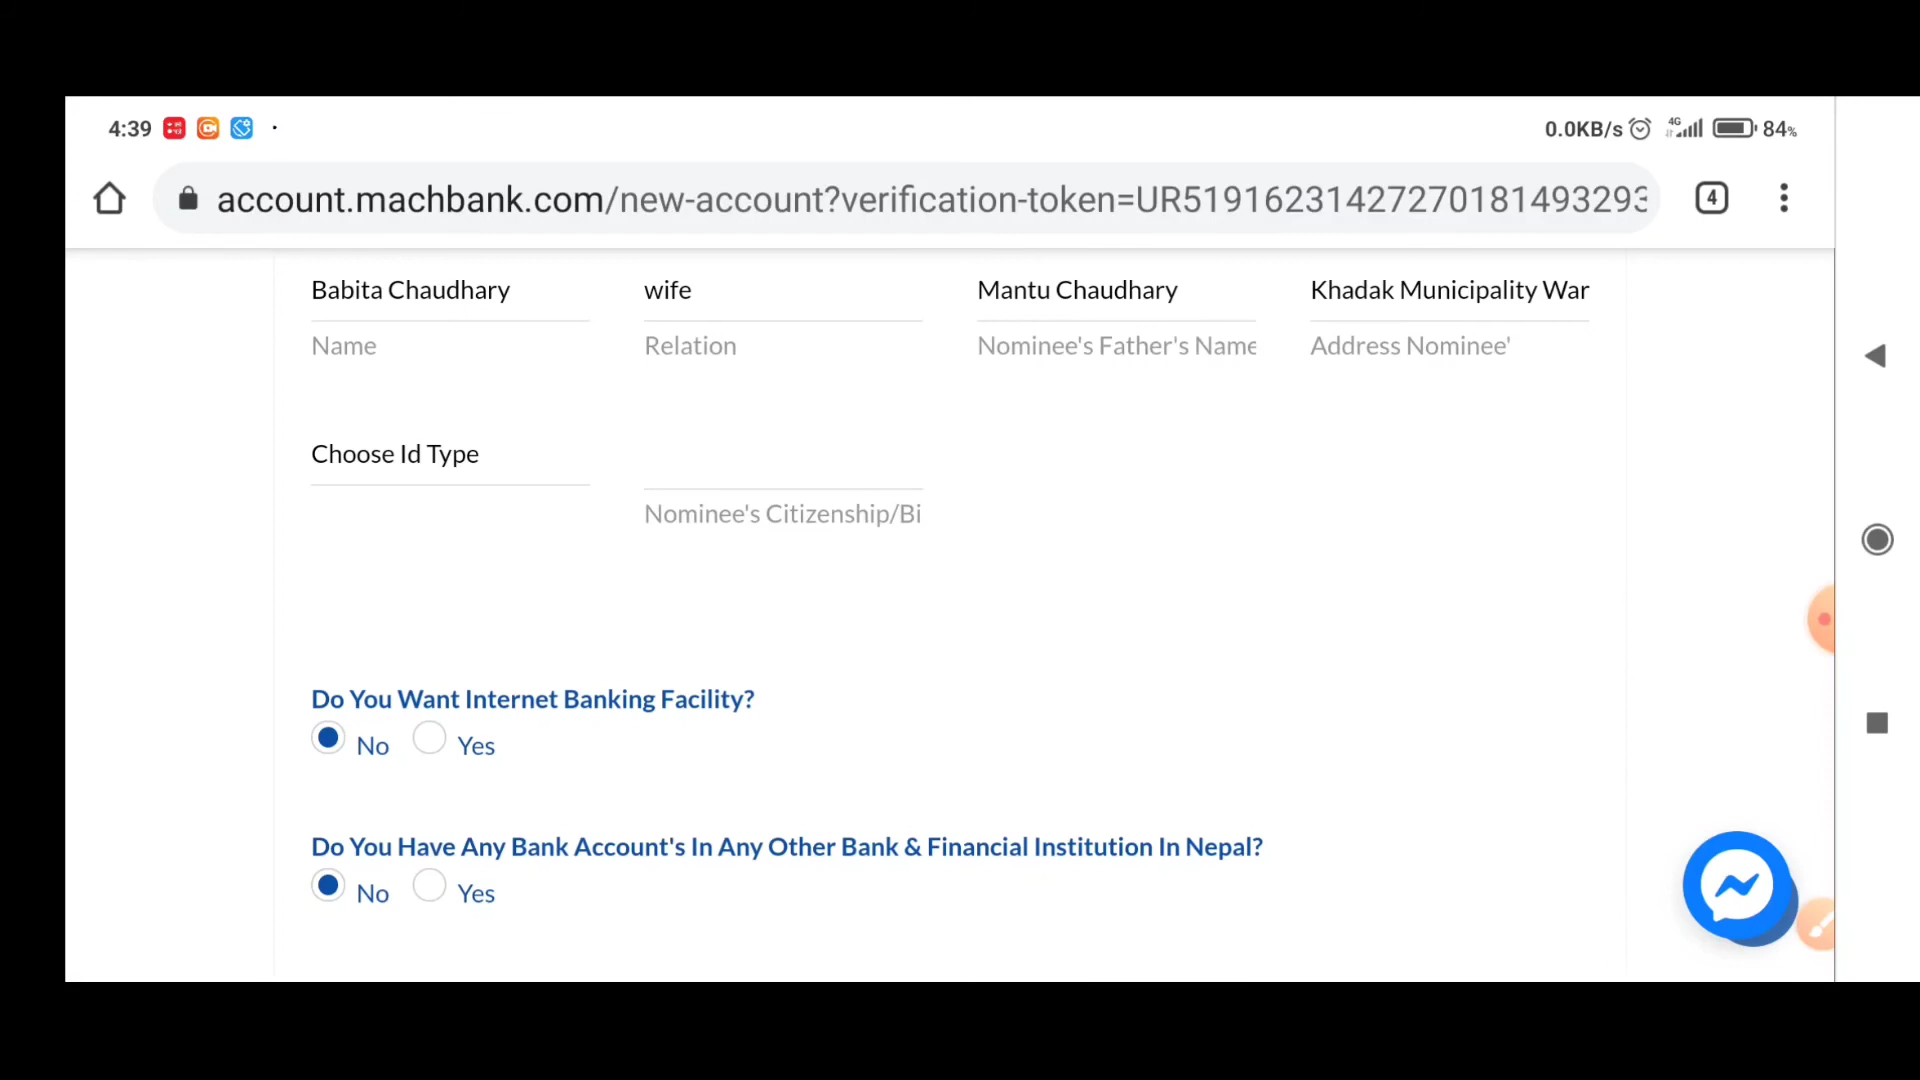 4:39 0.0KB/s 4G 84%
account.machbank.com/new-account?verification-token=UR51916231427270181493293 4
Babita Chaudhary wife Mantu Chaudhary Khadak Municipality War
Name Relation Nominee's Father's Name Address Nominee'
Choose Id Type
Nominee's Citizenship/Bi
Do You Want Internet Banking Facility?
No Yes
Do You Have Any Bank Account's In Any Other Bank & Financial Institution In Nepal?
No Yes